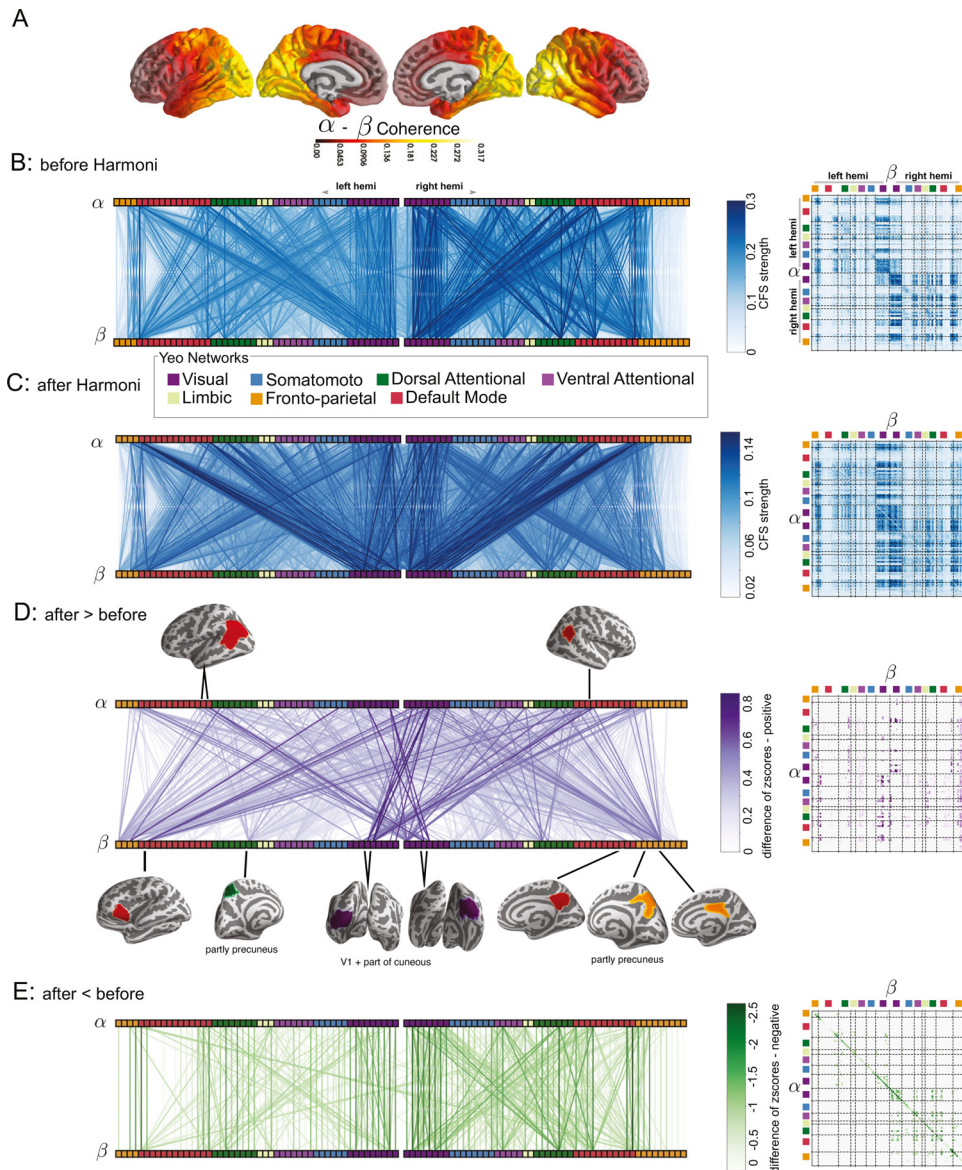 A
α - β Coherence
0.00 0.0453 0.0906 0.136 0.181 0.227 0.272 0.317
B: before Harmoni
left hemi right hemi
α
β
0.3
0.2
0.1
0
CFS strength
β
left hemi right hemi
α
left hemi
right hemi
Yeo Networks
Visual Somatomoto Dorsal Attentional Ventral Attentional
Limbic Fronto-parietal Default Mode
C: after Harmoni
α
β
0.14
0.1
0.06
0.02
CFS strength
β
α
D: after > before
α
β
0.8
0.6
0.4
0.2
0
difference of zscores - positive
β
α
partly precuneus
V1 + part of cuneous
partly precuneus
E: after < before
α
β
-2.5
-2
-1.5
-1
-0.5
0
difference of zscores - negative
β
α